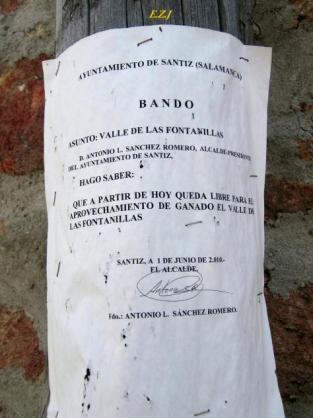 EZJ
AYUNTAMIENTO DE SANTIZ (SALAMANCA)
BANDO
ASUNTO: VALLE DE LAS FONTANILLAS
D. ANTONIO L. SANCHEZ ROMERO, ALCALDE-PRESIDENTE
DEL AYUNTAMIENTO DE SANTIZ,
HAGO SABER:
QUE A PARTIR DE HOY QUEDA LIBRE PARA EL
APROVECHAMIENTO DE GANADO EL VALLE DE
LAS FONTANILLAS
SANTIZ, A 1 DE JUNIO DE 2.010.-
EL ALCALDE,
Fdo.: ANTONIO L. SÁNCHEZ ROMERO.